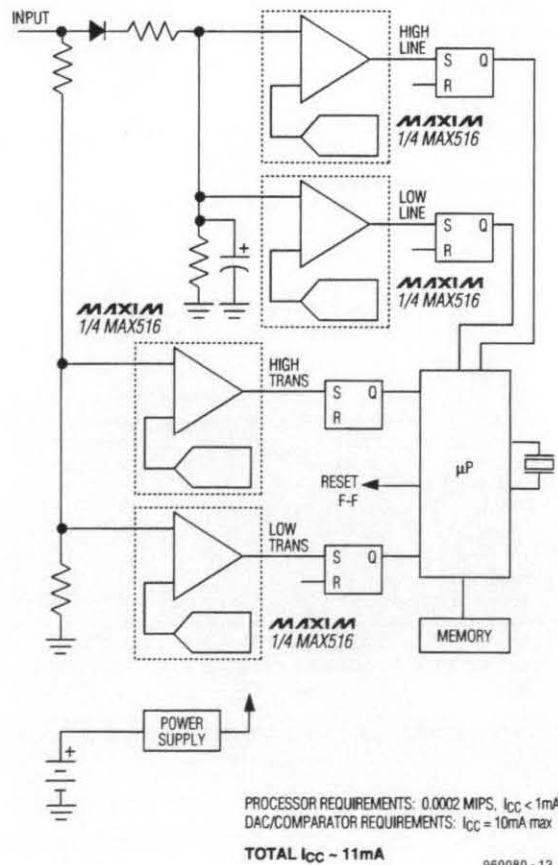 INPUT
HIGH
LINE
S Q
R
MAXIM
1/4 MAX516
LOW
LINE
S Q
R
MAXIM
1/4 MAX516
MAXIM
1/4 MAX516
HIGH
TRANS
S Q
R
µP
RESET
F-F
LOW
TRANS
S Q
R
MAXIM
1/4 MAX516
MEMORY
POWER
SUPPLY
+
+
PROCESSOR REQUIREMENTS: 0.0002 MIPS, ICC < 1mA
DAC/COMPARATOR REQUIREMENTS: ICC = 10mA max
TOTAL ICC ~ 11mA
960080 - 12